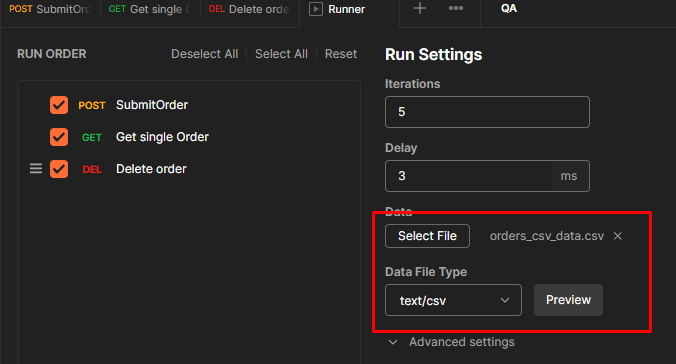 POST SubmitOrd GET Get single O DEL Delete orde Runner QA
RUN ORDER Deselect All Select All Reset
POST SubmitOrder
GET Get single Order
DEL Delete order
Run Settings
Iterations
5
Delay
3 ms
Data
Select File orders_csv_data.csv
Data File Type
text/csv Preview
Advanced settings